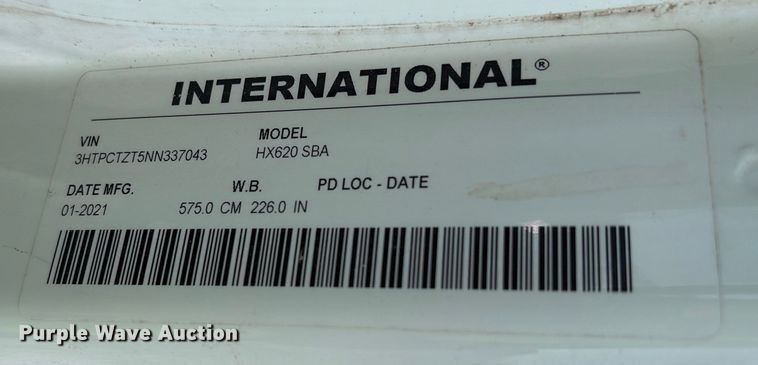 INTERNATIONAL®
VIN MODEL
3HTPCTZT5NN337043 HX620 SBA
DATE MFG. W.B. PD LOC - DATE
01-2021 575.0 CM 226.0 IN
Purple Wave Auction